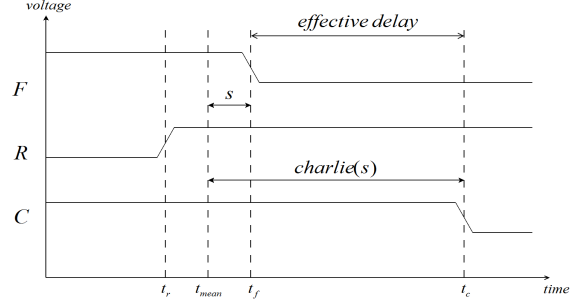 voltage
effective delay
F
s
R
charlie(s)
C
t_r t_mean t_f t_c time